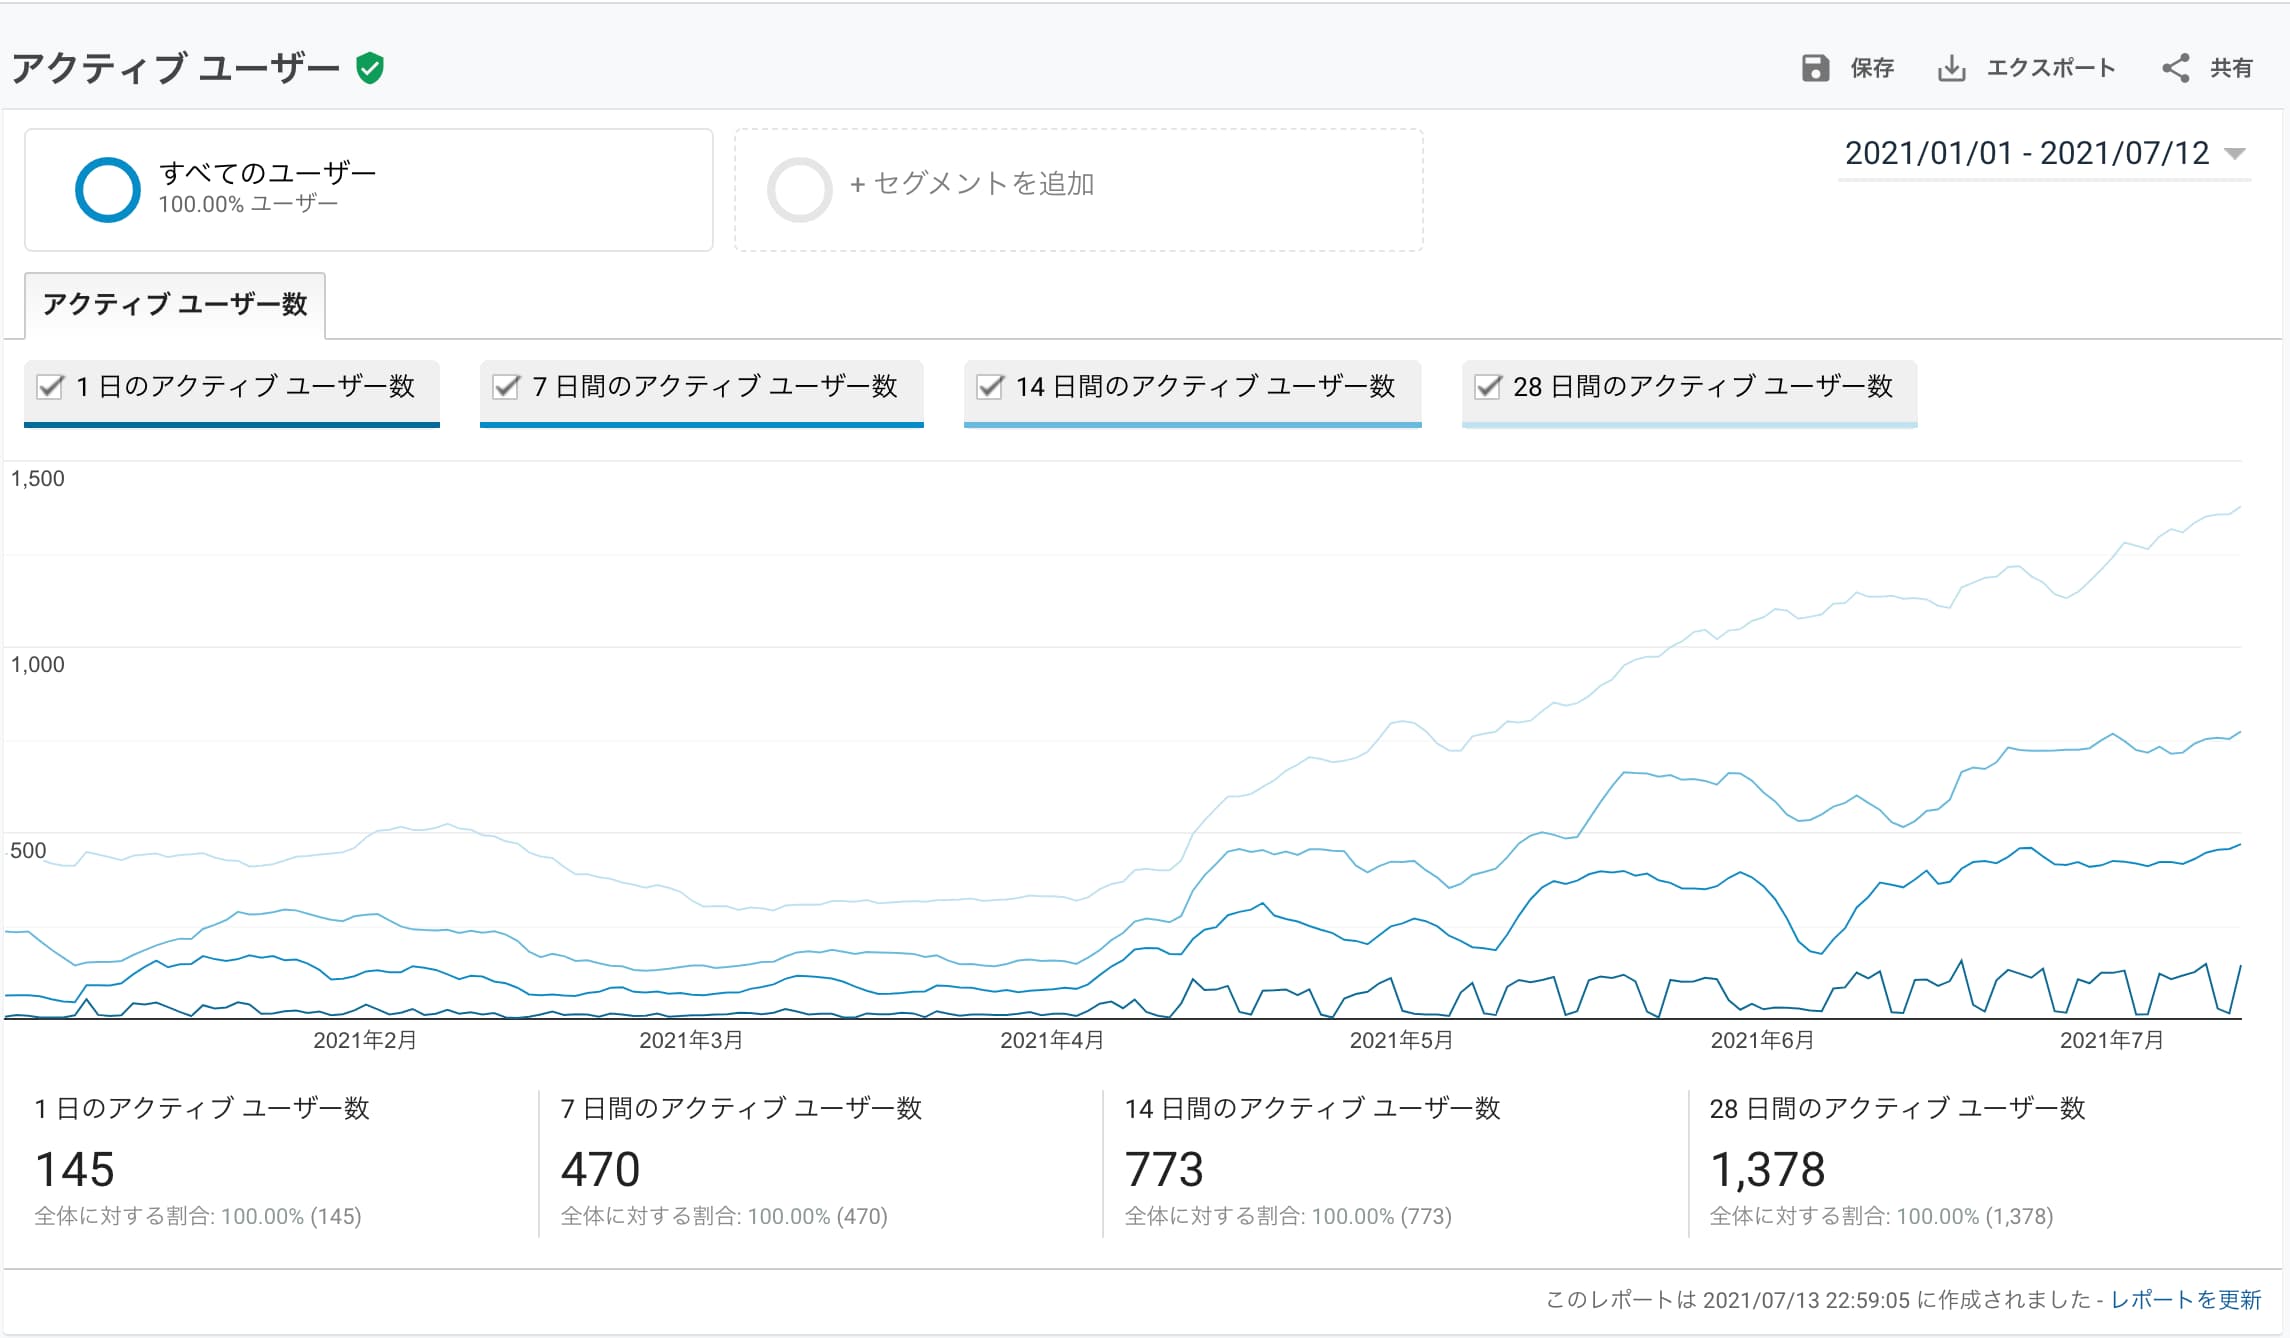 アクティブ ユーザー
保存 エクスポート 共有
すべてのユーザー
100.00% ユーザー
+ セグメントを追加
2021/01/01 - 2021/07/12
アクティブ ユーザー数
1 日のアクティブ ユーザー数 7 日間のアクティブ ユーザー数 14 日間のアクティブ ユーザー数 28 日間のアクティブ ユーザー数
1,500
1,000
500
2021年2月 2021年3月 2021年4月 2021年5月 2021年6月 2021年7月
1 日のアクティブ ユーザー数
145
全体に対する割合: 100.00% (145)
7 日間のアクティブ ユーザー数
470
全体に対する割合: 100.00% (470)
14 日間のアクティブ ユーザー数
773
全体に対する割合: 100.00% (773)
28 日間のアクティブ ユーザー数
1,378
全体に対する割合: 100.00% (1,378)
このレポートは 2021/07/13 22:59:05 に作成されました - レポートを更新